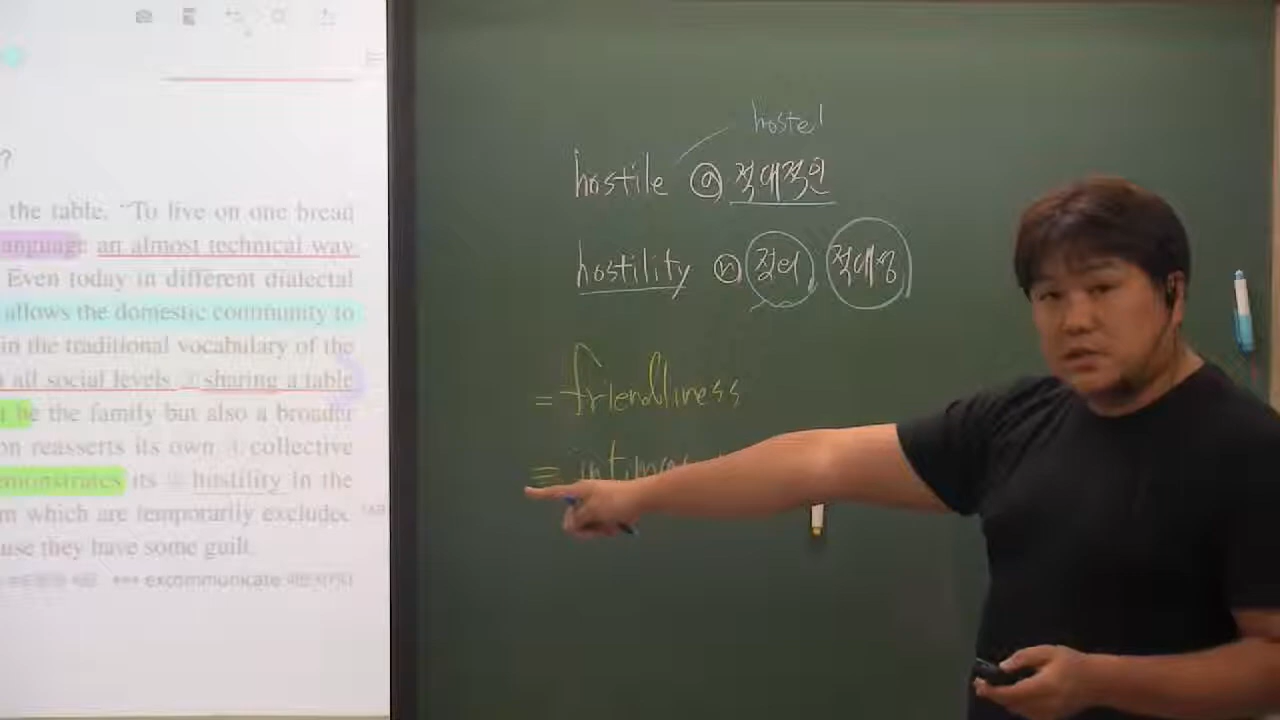 ?
the table. "To live on one bread
anguage an almost technical way
Even today in different dialectal
allows the domestic community to
in the traditional vocabulary of the
all social levels, sharing a table
be the family but also a broader
on reasserts its own collective
emonstrates its hostility in the
m which are temporarily excluded
use they have some guilt.
*** excommunicate
hostel
hostile ⓐ 적대적인
hostility ⓝ 적의 적대성
= friendliness
=